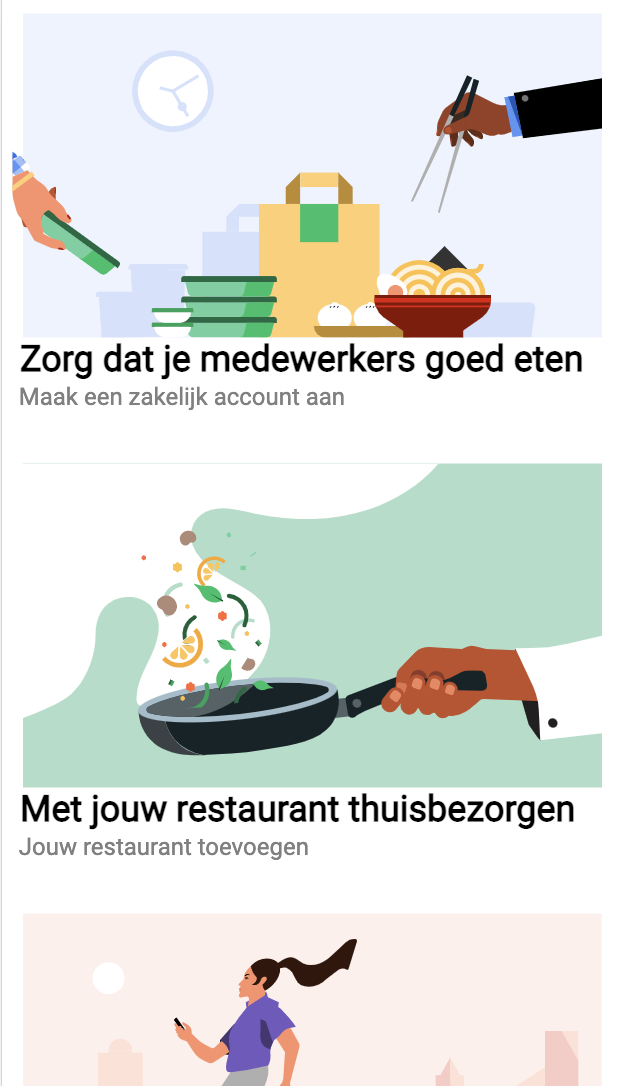 Zorg dat je medewerkers goed eten
Maak een zakelijk account aan
Met jouw restaurant thuisbezorgen
Jouw restaurant toevoegen